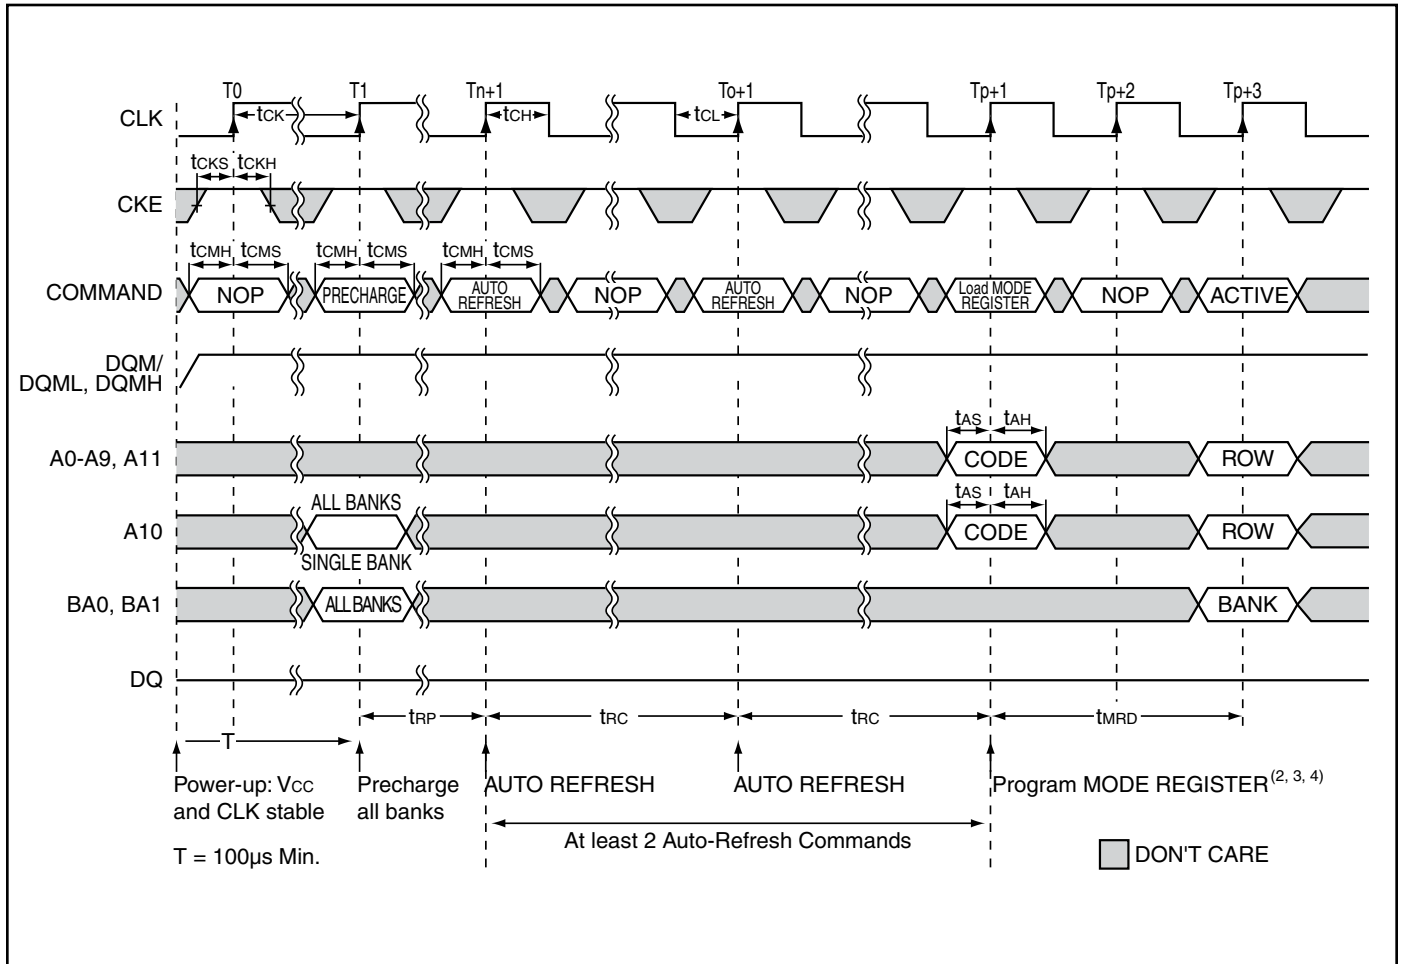 T0 T1 Tn+1 To+1 Tp+1 Tp+2 Tp+3
CLK tCK tCH tCL
tCKS tCKH
CKE
tCMH tCMS tCMH tCMS tCMH tCMS
COMMAND NOP PRECHARGE AUTO REFRESH NOP AUTO REFRESH NOP Load MODE REGISTER NOP ACTIVE
DQM/
DQML, DQMH
tAS tAH
A0-A9, A11 CODE ROW
ALL BANKS tAS tAH
A10 CODE ROW
SINGLE BANK
BA0, BA1 ALL BANKS BANK
DQ
tRP tRC tRC tMRD
T
Power-up: VCC
and CLK stable
Precharge
all banks
AUTO REFRESH
AUTO REFRESH
Program MODE REGISTER(2, 3, 4)
At least 2 Auto-Refresh Commands
T = 100µs Min.
DON'T CARE